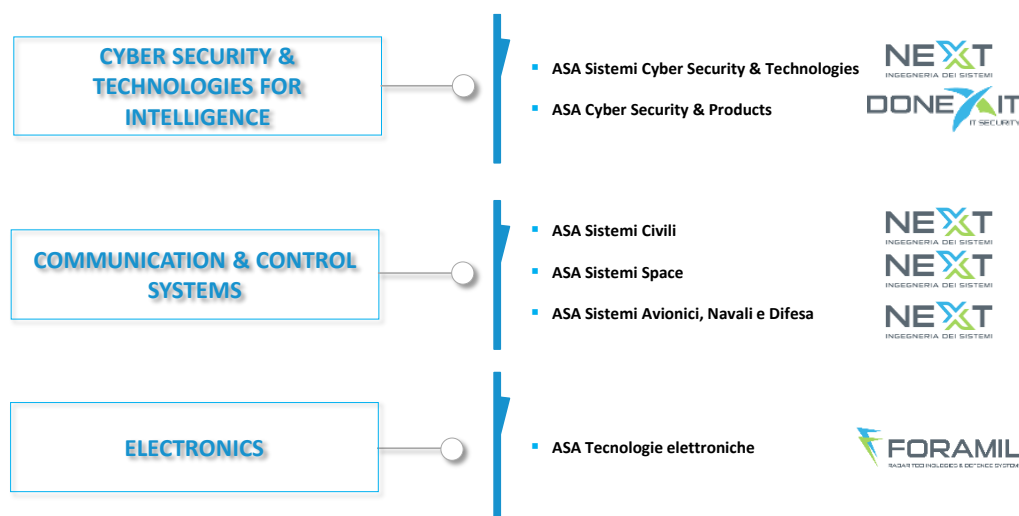 CYBER SECURITY &
TECHNOLOGIES FOR
INTELLIGENCE
ASA Sistemi Cyber Security & Technologies
NEXT
INGEGNERIA DEI SISTEMI
ASA Cyber Security & Products
DONEXIT
IT SECURITY
COMMUNICATION & CONTROL
SYSTEMS
ASA Sistemi Civili
NEXT
INGEGNERIA DEI SISTEMI
ASA Sistemi Space
NEXT
INGEGNERIA DEI SISTEMI
ASA Sistemi Avionici, Navali e Difesa
NEXT
INGEGNERIA DEI SISTEMI
ELECTRONICS
ASA Tecnologie elettroniche
FORAMIL
RADAR TECHNOLOGIES & DEFENCE SYSTEMS